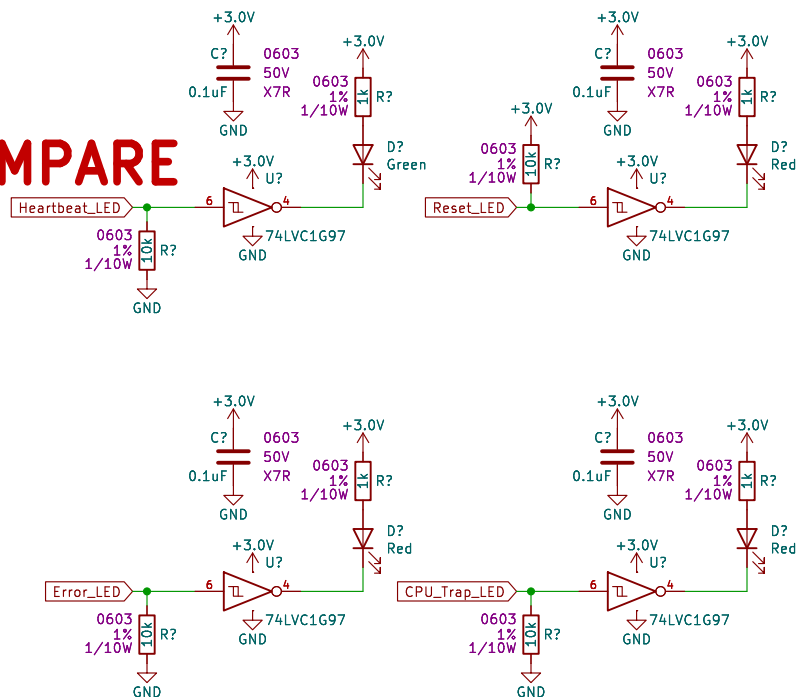 +3.0V
C?
0.1uF
0603
50V
X7R
GND
+3.0V
0603
1%
1/10W
1k
R?
D?
Green
MPARE
+3.0V
U?
Heartbeat_LED
6
4
74LVC1G97
GND
0603
1%
1/10W
10k
R?
GND
+3.0V
C?
0.1uF
0603
50V
X7R
GND
+3.0V
0603
1%
1/10W
1k
R?
D?
Red
+3.0V
0603
1%
1/10W
10k
R?
+3.0V
U?
Reset_LED
6
4
74LVC1G97
GND
+3.0V
C?
0.1uF
0603
50V
X7R
GND
+3.0V
0603
1%
1/10W
1k
R?
D?
Red
+3.0V
U?
Error_LED
6
4
74LVC1G97
GND
0603
1%
1/10W
10k
R?
GND
+3.0V
C?
0.1uF
0603
50V
X7R
GND
+3.0V
0603
1%
1/10W
1k
R?
D?
Red
+3.0V
U?
CPU_Trap_LED
6
4
74LVC1G97
GND
0603
1%
1/10W
10k
R?
GND